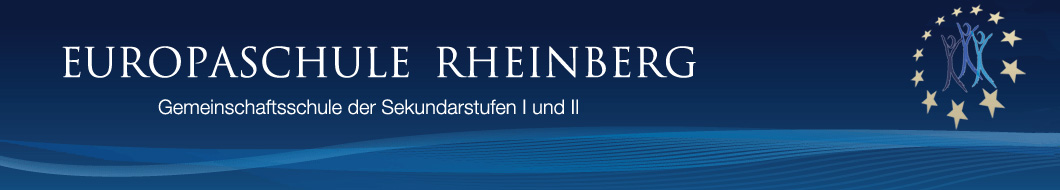 EUROPASCHULE RHEINBERG
Gemeinschaftsschule der Sekundarstufen I und II